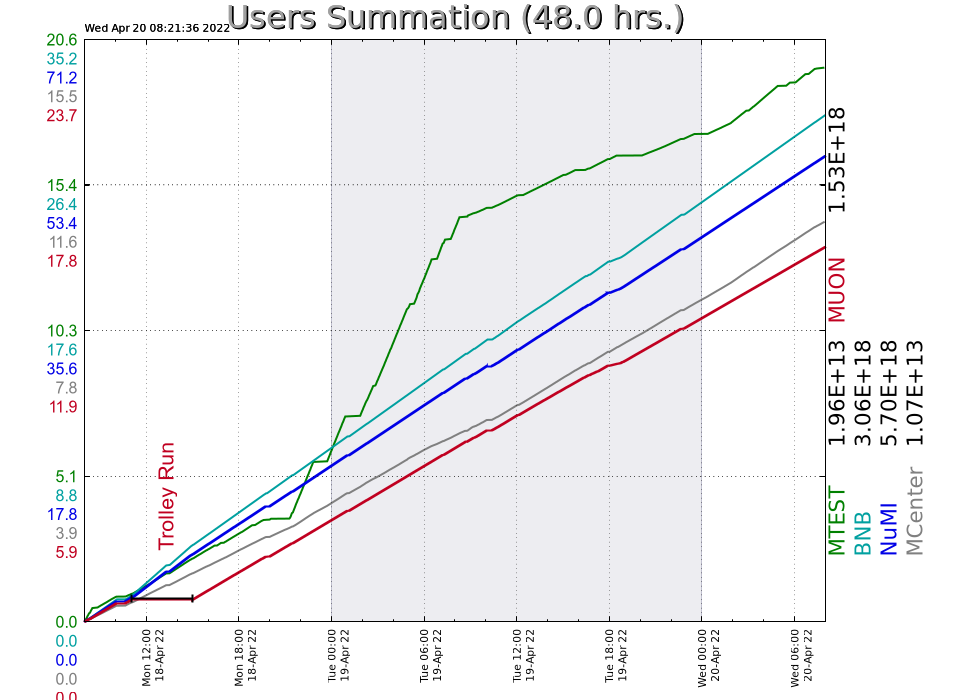 Users Summation (48.0 hrs.)
Wed Apr 20 08:21:36 2022
20.6
35.2
71.2
15.5
23.7
15.4
26.4
53.4
11.6
17.8
10.3
17.6
35.6
7.8
11.9
5.1
8.8
17.8
3.9
5.9
0.0
0.0
0.0
0.0
0.0
Trolley Run
Mon 12:00
18-Apr 22
Mon 18:00
18-Apr 22
Tue 00:00
19-Apr 22
Tue 06:00
19-Apr 22
Tue 12:00
19-Apr 22
Tue 18:00
19-Apr 22
Wed 00:00
20-Apr 22
Wed 06:00
20-Apr 22
MTEST 1.96E+13 MUON 1.53E+18
BNB 3.06E+18
NuMI 5.70E+18
MCenter 1.07E+13